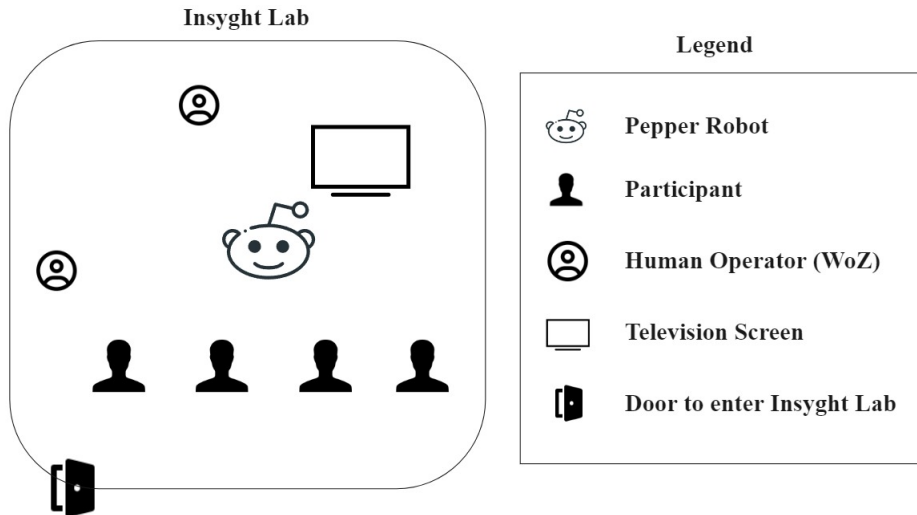 Insyght Lab
Legend
Pepper Robot
Participant
Human Operator (WoZ)
Television Screen
Door to enter Insyght Lab